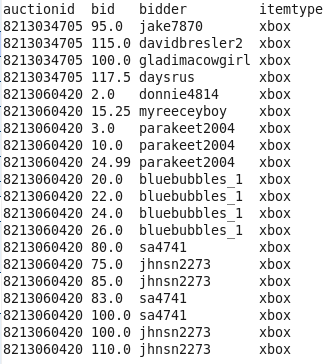 auctionid bid bidder itemtype
8213034705 95.0 jake7870 xbox
8213034705 115.0 davidbresler2 xbox
8213034705 100.0 gladimacowgirl xbox
8213034705 117.5 daysrus xbox
8213060420 2.0 donnie4814 xbox
8213060420 15.25 myreeceyboy xbox
8213060420 3.0 parakeet2004 xbox
8213060420 10.0 parakeet2004 xbox
8213060420 24.99 parakeet2004 xbox
8213060420 20.0 bluebubbles_1 xbox
8213060420 22.0 bluebubbles_1 xbox
8213060420 24.0 bluebubbles_1 xbox
8213060420 26.0 bluebubbles_1 xbox
8213060420 80.0 sa4741 xbox
8213060420 75.0 jhnsn2273 xbox
8213060420 85.0 jhnsn2273 xbox
8213060420 83.0 sa4741 xbox
8213060420 100.0 sa4741 xbox
8213060420 100.0 jhnsn2273 xbox
8213060420 110.0 jhnsn2273 xbox